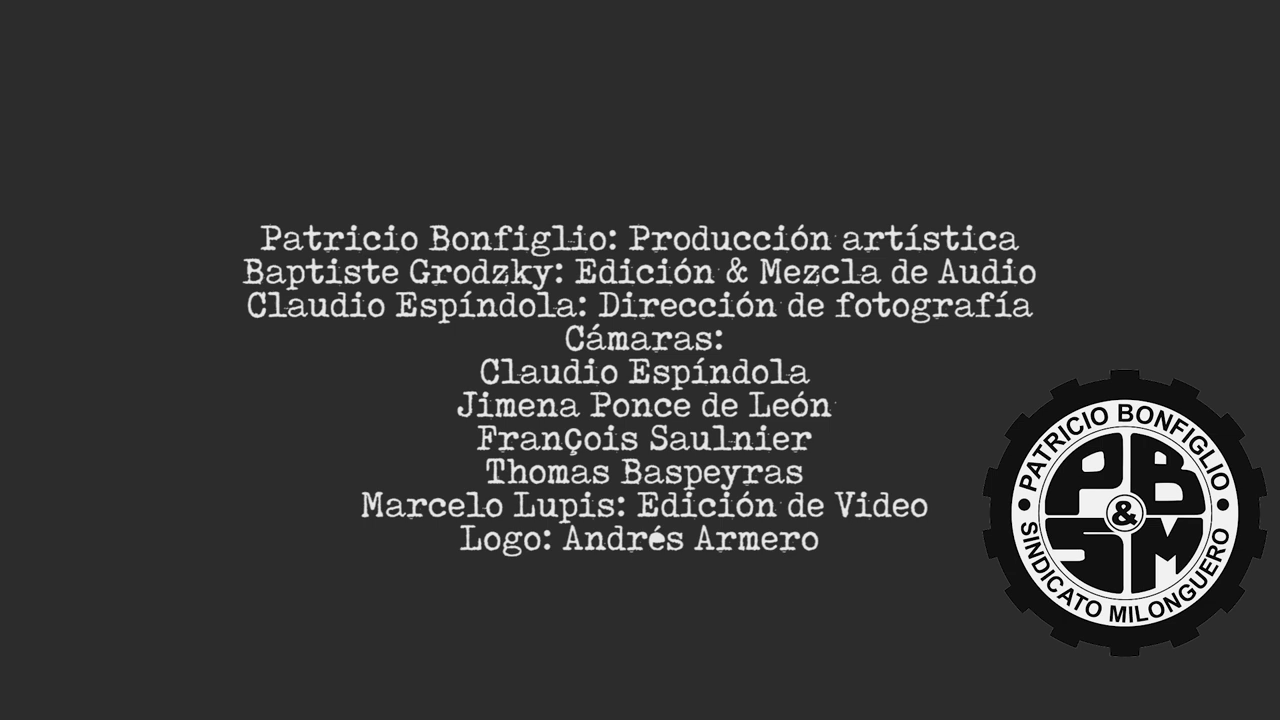 Patricio Bonfiglio: Producción artística
Baptiste Grodzky: Edición & Mezcla de Audio
Claudio Espíndola: Dirección de fotografía
Cámaras:
Claudio Espíndola
Jimena Ponce de León
François Saulnier
Thomas Baspeyras
Marcelo Lupis: Edición de Video
Logo: Andrés Armero
PATRICIO BONFIGLIO
PB
&
SM
SINDICATO MILONGUERO